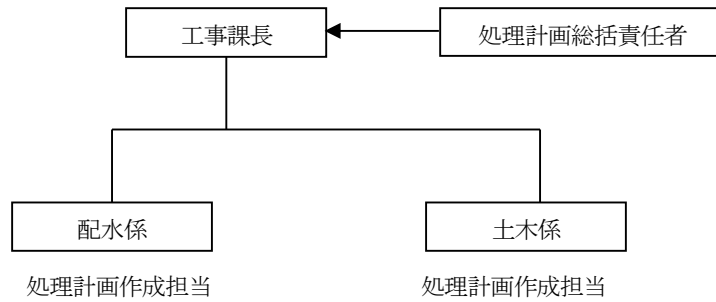 工事課長
処理計画総括責任者
配水係
土木係
処理計画作成担当
処理計画作成担当